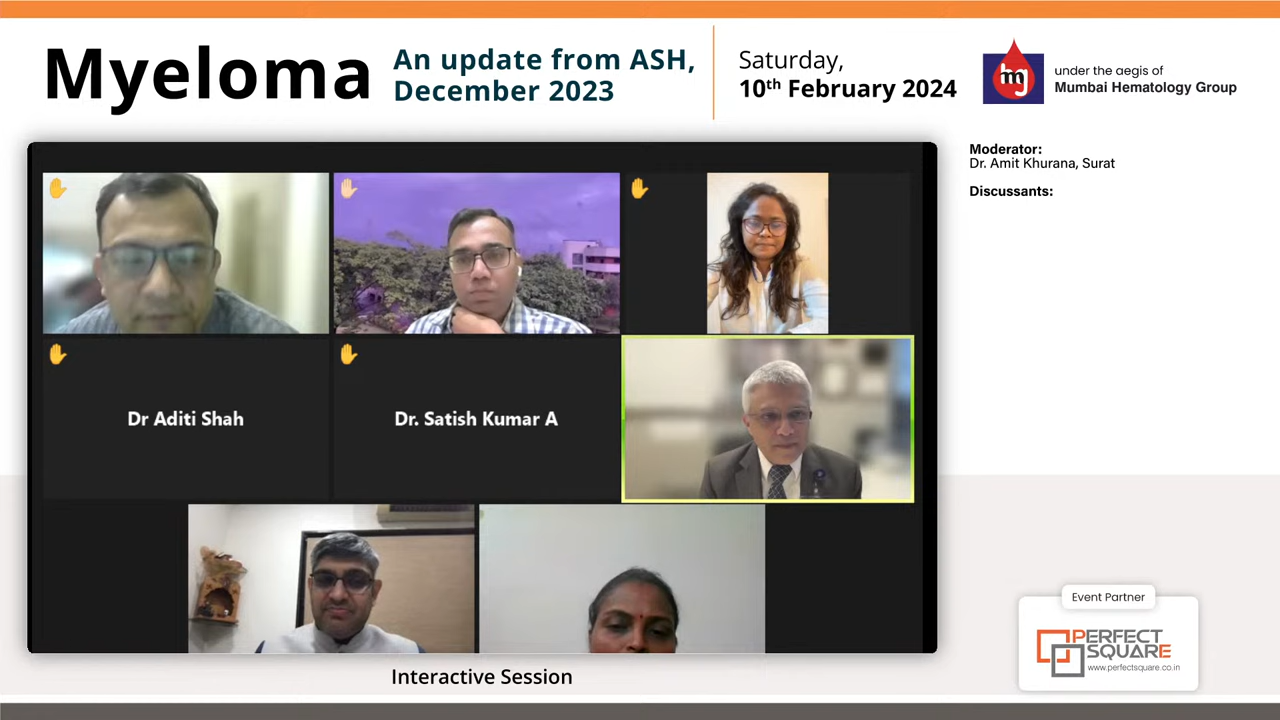 Myeloma
An update from ASH,
December 2023
Saturday,
10th February 2024
mg
under the aegis of
Mumbai Hematology Group
Moderator:
Dr. Amit Khurana, Surat
Discussants:
Dr Aditi Shah
Dr. Satish Kumar A
Interactive Session
Event Partner
PERFECT
SQUARE
www.perfectsquare.co.in